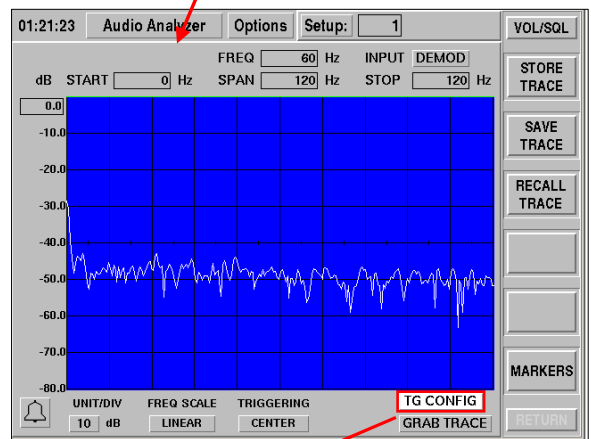 01:21:23 Audio Analyzer Options Setup: 1 VOL/SQL
FREQ 60 Hz INPUT DEMOD
dB START 0 Hz SPAN 120 Hz STOP 120 Hz
STORE
TRACE
0.0
-10.0
SAVE
TRACE
-20.0
RECALL
TRACE
-30.0
-40.0
-50.0
-60.0
-70.0
MARKERS
-80.0
UNIT/DIV FREQ SCALE TRIGGERING TG CONFIG
10 dB LINEAR CENTER GRAB TRACE RETURN